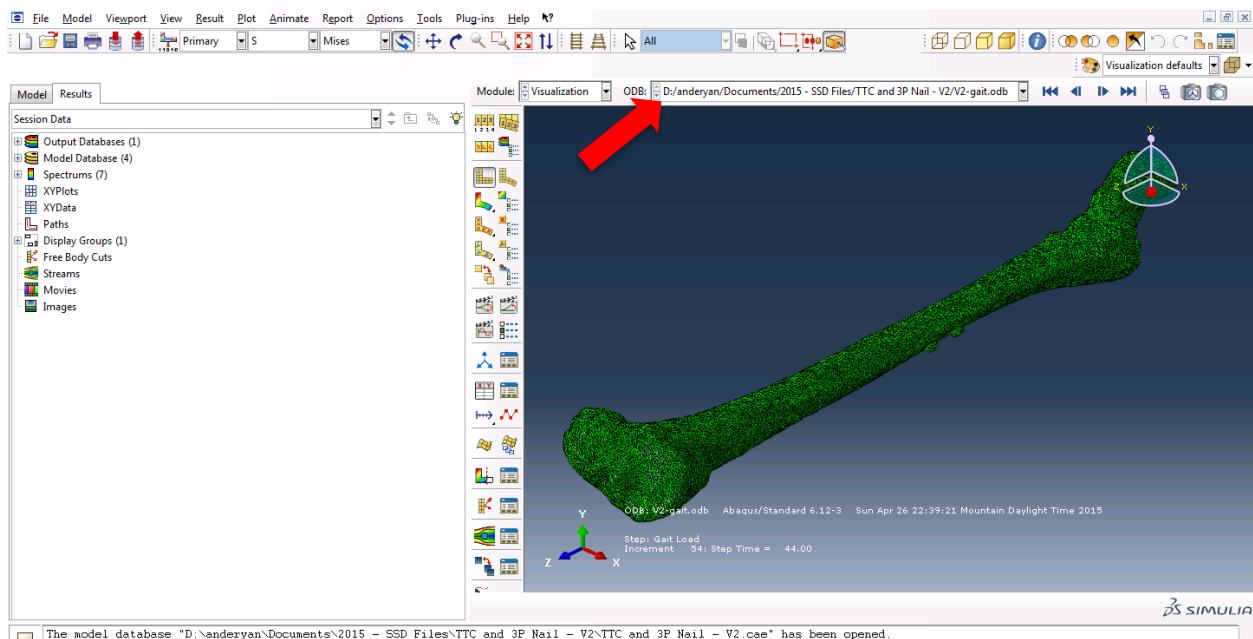 File Model Viewport View Result Plot Animate Report Options Tools Plug-ins Help
Primary S Mises All
Visualization defaults
Model Results
Module: Visualization ODB: D:/anderyan/Documents/2015 - SSD Files/TTC and 3P Nail - V2/V2-gait.odb
Session Data
Output Databases (1)
Model Database (4)
Spectrums (7)
XYPlots
XYData
Paths
Display Groups (1)
Free Body Cuts
Streams
Movies
Images
Y
Z X
Y
Z X
ODB: V2-gait.odb Abaqus/Standard 6.12-3 Sun Apr 26 22:39:21 Mountain Daylight Time 2015
Step: Gait Load
Increment 54: Step Time = 44.00
SIMULIA
The model database "D:\anderyan\Documents\2015 - SSD Files\TTC and 3P Nail - V2\TTC and 3P Nail - V2.cae" has been opened.